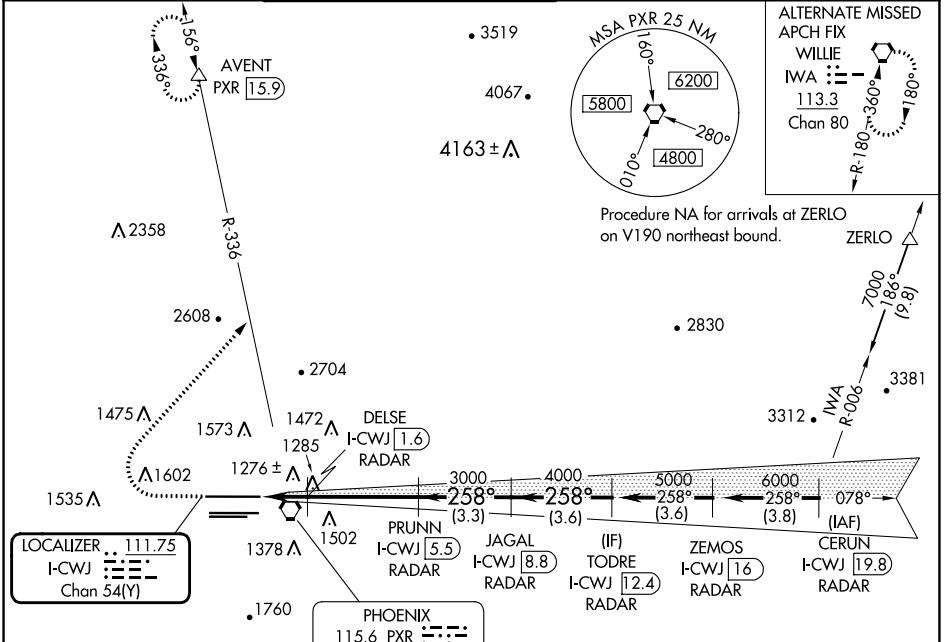 156°
336°
AVENT
PXR 15.9
3519
4067
4163 ±
MSA PXR 25 NM
160°
6200
5800
280°
010°
4800
ALTERNATE MISSED
APCH FIX
WILLIE
IWA
113.3
Chan 80
360°
180°
R-180
Procedure NA for arrivals at ZERLO
on V190 northeast bound.
ZERLO
7000
186°
(9.8)
2358
R-336
2608
2830
2704
3381
3312
IWA
R-006
1475
1573
1472
DELSE
I-CWJ 1.6
RADAR
1285
1276 ±
1602
1535
3000
258°
(3.3)
4000
258°
(3.6)
5000
258°
(3.6)
6000
258°
(3.8)
078°
(IAF)
CERUN
I-CWJ 19.8
RADAR
ZEMOS
I-CWJ 16
RADAR
(IF)
TODRE
I-CWJ 12.4
RADAR
JAGAL
I-CWJ 8.8
RADAR
PRUNN
I-CWJ 5.5
RADAR
1502
1378
LOCALIZER 111.75
I-CWJ
Chan 54(Y)
1760
PHOENIX
115.6 PXR